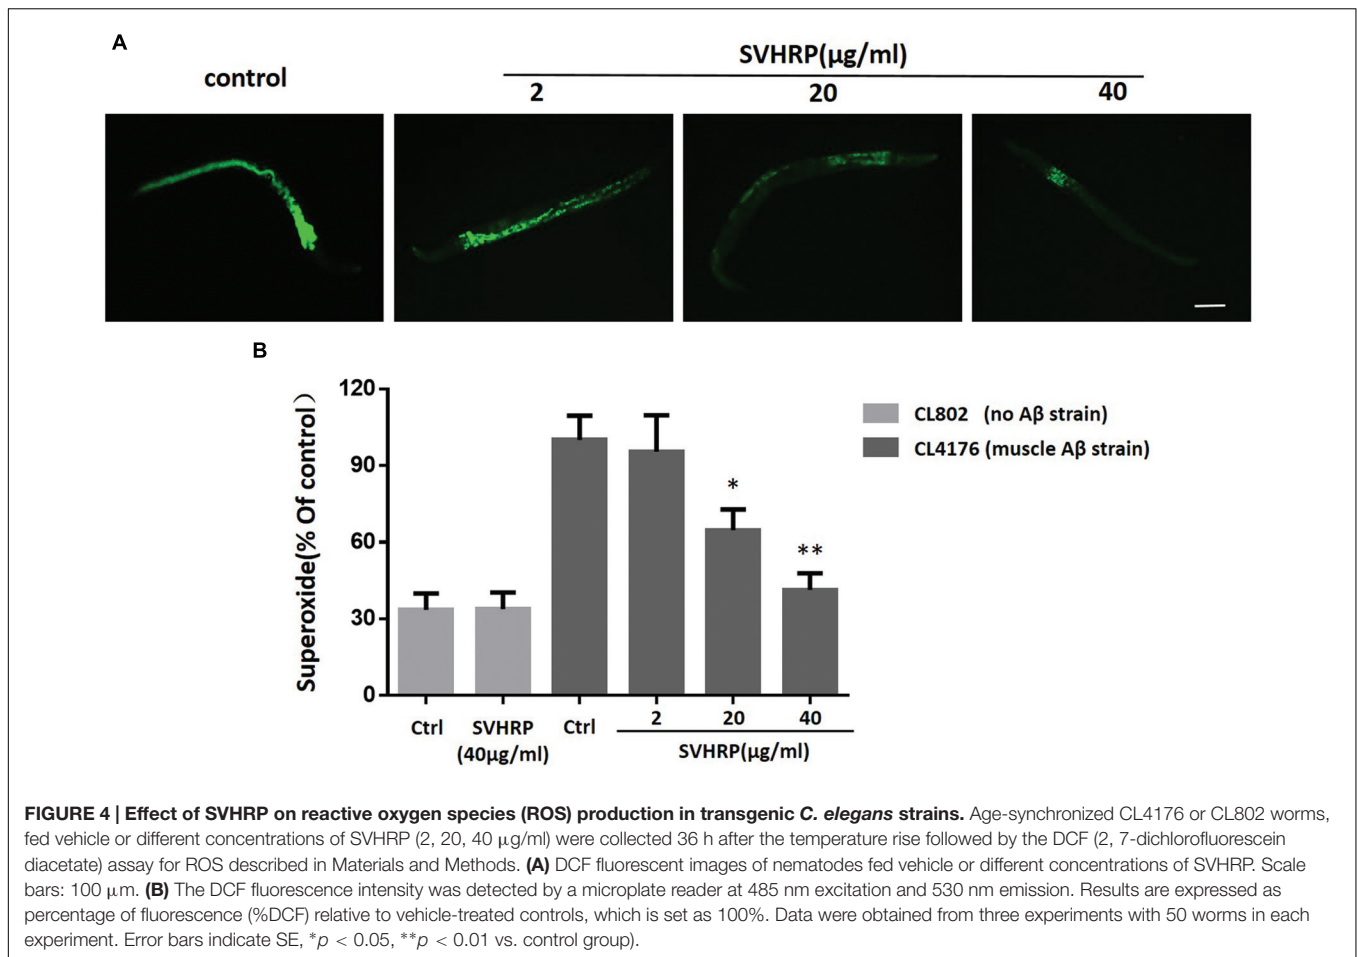 A
control
SVHRP(μg/ml)
2 20 40
B
Superoxide(% Of control）
120
90
60
30
0
*
**
CL802 (no Aβ strain)
CL4176 (muscle Aβ strain)
Ctrl SVHRP Ctrl 2 20 40
(40μg/ml) SVHRP(μg/ml)
FIGURE 4 | Effect of SVHRP on reactive oxygen species (ROS) production in transgenic C. elegans strains. Age-synchronized CL4176 or CL802 worms,
fed vehicle or different concentrations of SVHRP (2, 20, 40 μg/ml) were collected 36 h after the temperature rise followed by the DCF (2, 7-dichlorofluorescein
diacetate) assay for ROS described in Materials and Methods. (A) DCF fluorescent images of nematodes fed vehicle or different concentrations of SVHRP. Scale
bars: 100 μm. (B) The DCF fluorescence intensity was detected by a microplate reader at 485 nm excitation and 530 nm emission. Results are expressed as
percentage of fluorescence (%DCF) relative to vehicle-treated controls, which is set as 100%. Data were obtained from three experiments with 50 worms in each
experiment. Error bars indicate SE, *p < 0.05, **p < 0.01 vs. control group).